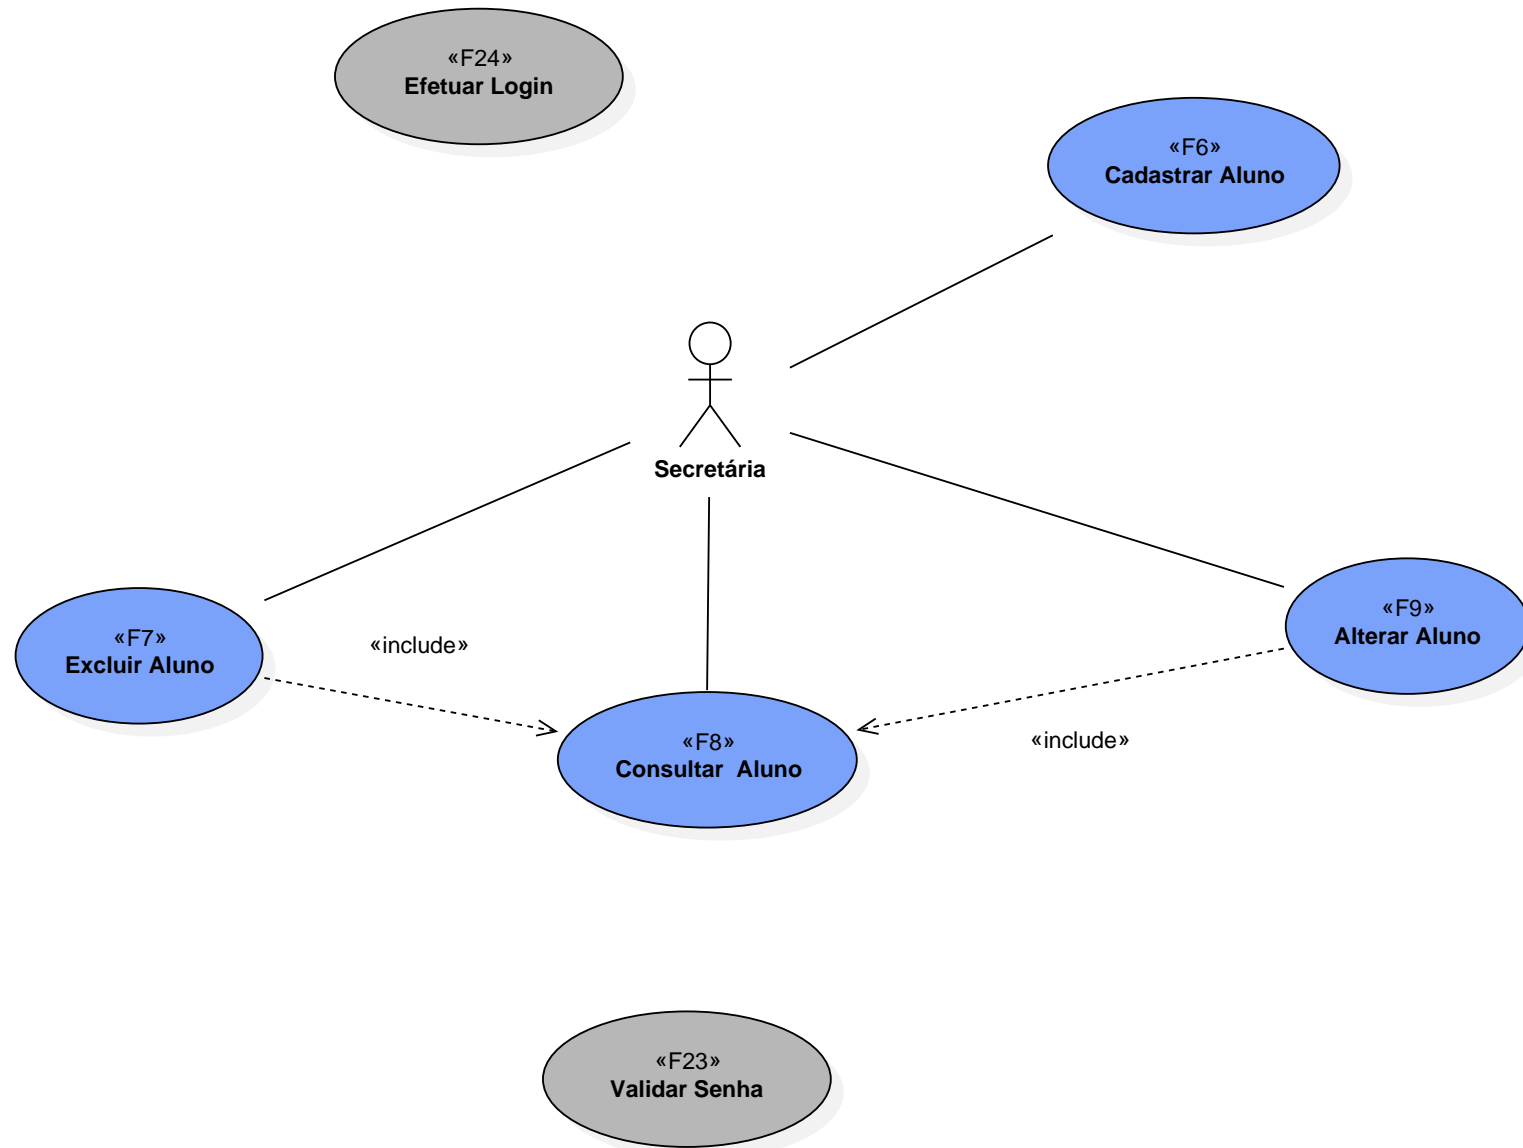 «F24»
Efetuar Login
«F6»
Cadastrar Aluno
Secretária
«F7»
Excluir Aluno
«include»
«F9»
Alterar Aluno
«F8»
Consultar  Aluno
«include»
«F23»
Validar Senha